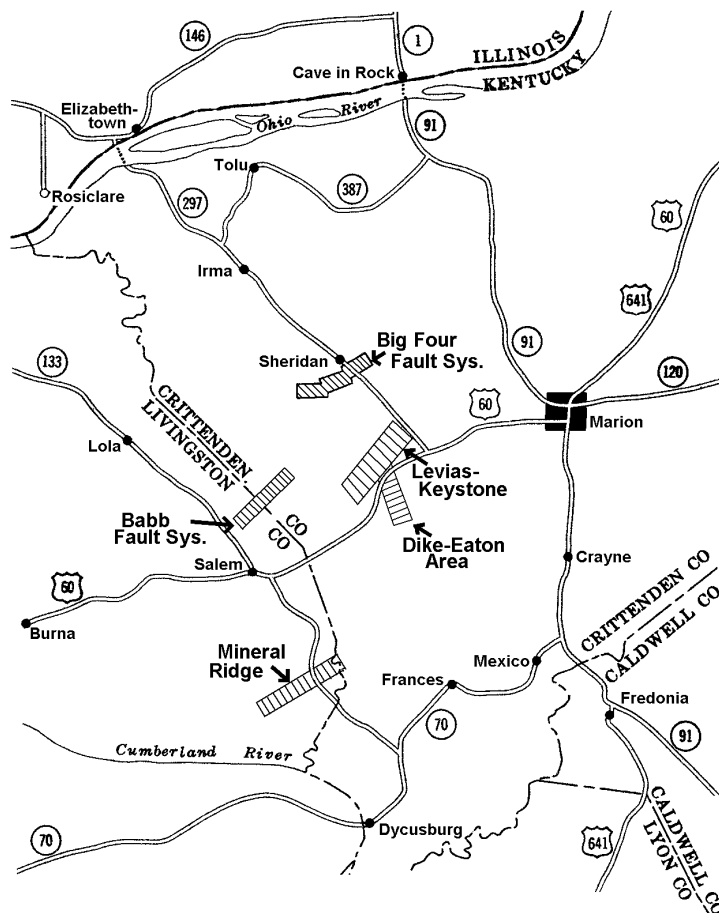 146
1
ILLINOIS
KENTUCKY
Cave in Rock
Elizabeth-
town
Ohio River
91
Tolu
387
Rosiclare
297
60
Irma
641
133
Big Four
Fault Sys.
Sheridan
91
120
60
CRITTENDEN CO
LIVINGSTON CO
Marion
Lola
Levias-
Keystone
Babb
Fault Sys.
Dike-Eaton
Area
Salem
Crayne
60
CRITTENDEN CO
CALDWELL CO
Burna
Mineral
Ridge
Mexico
Frances
Fredonia
70
91
Cumberland River
CALDWELL CO
LYON CO
70
Dycusburg
641